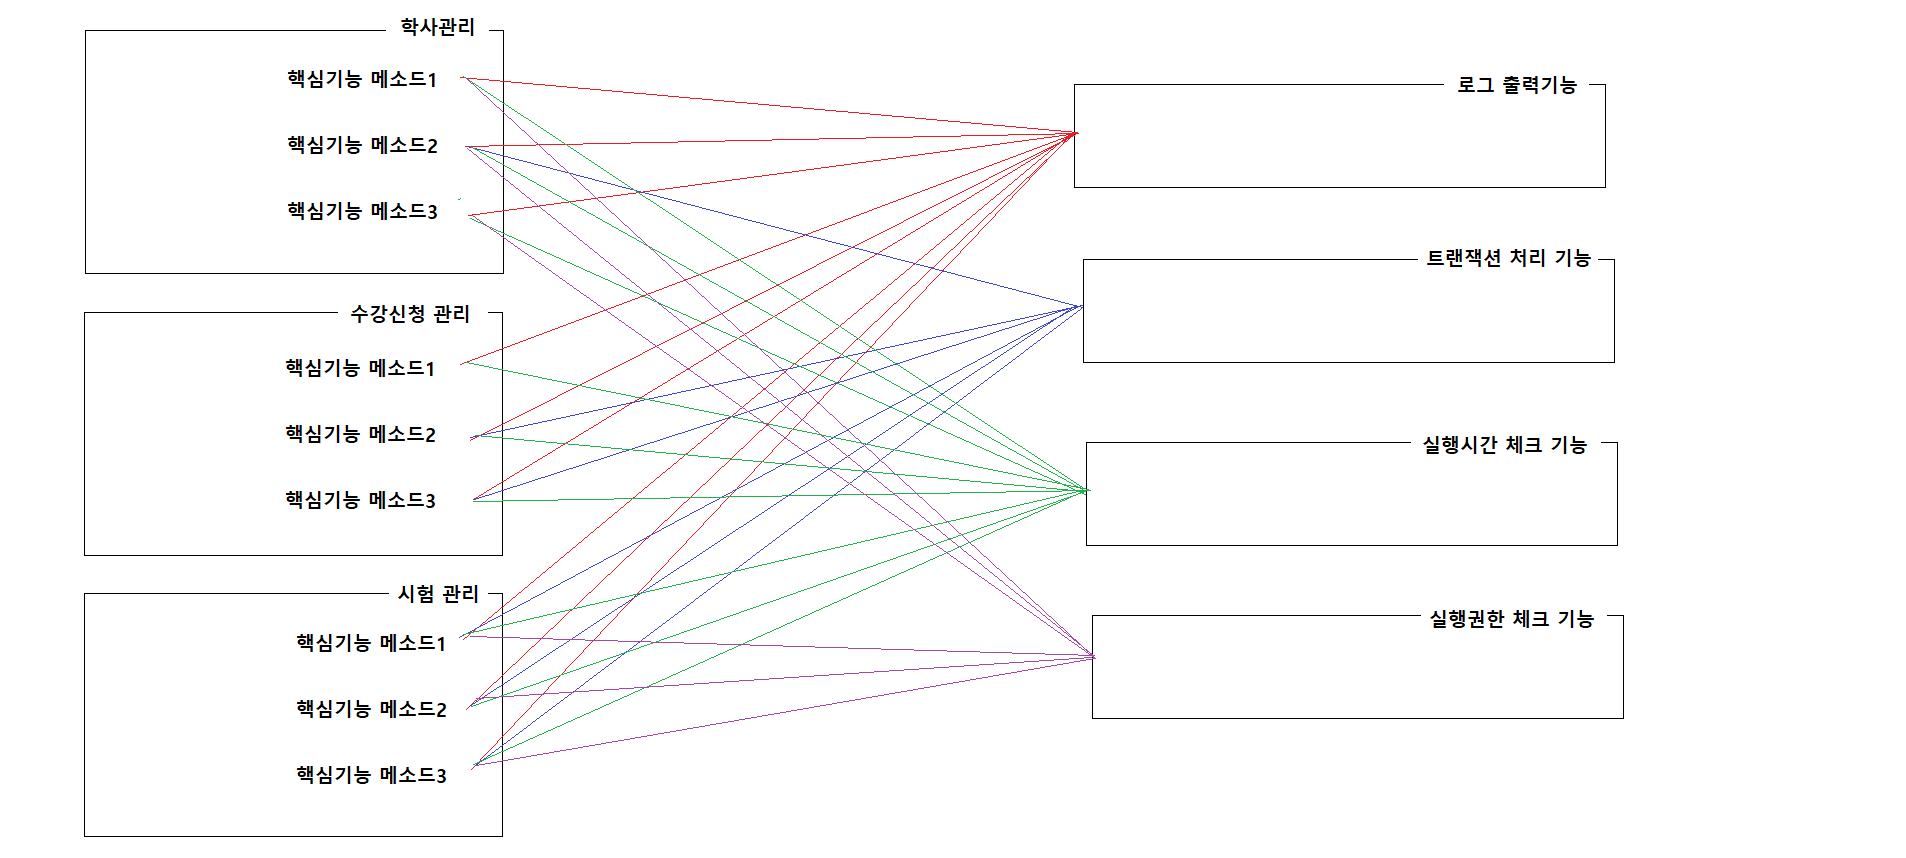 학사관리
핵심기능 메소드1
핵심기능 메소드2
핵심기능 메소드3
수강신청 관리
핵심기능 메소드1
핵심기능 메소드2
핵심기능 메소드3
시험 관리
핵심기능 메소드1
핵심기능 메소드2
핵심기능 메소드3
로그 출력기능
트랜잭션 처리 기능
실행시간 체크 기능
실행권한 체크 기능